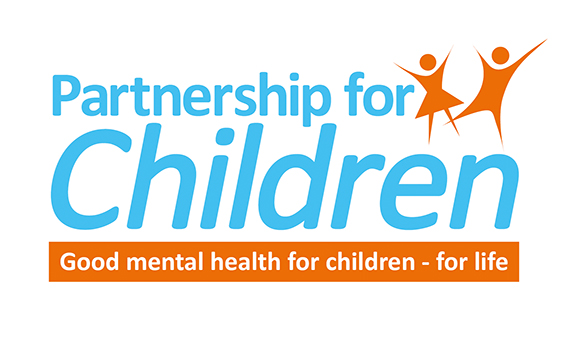 Partnership for
Children
Good mental health for children - for life